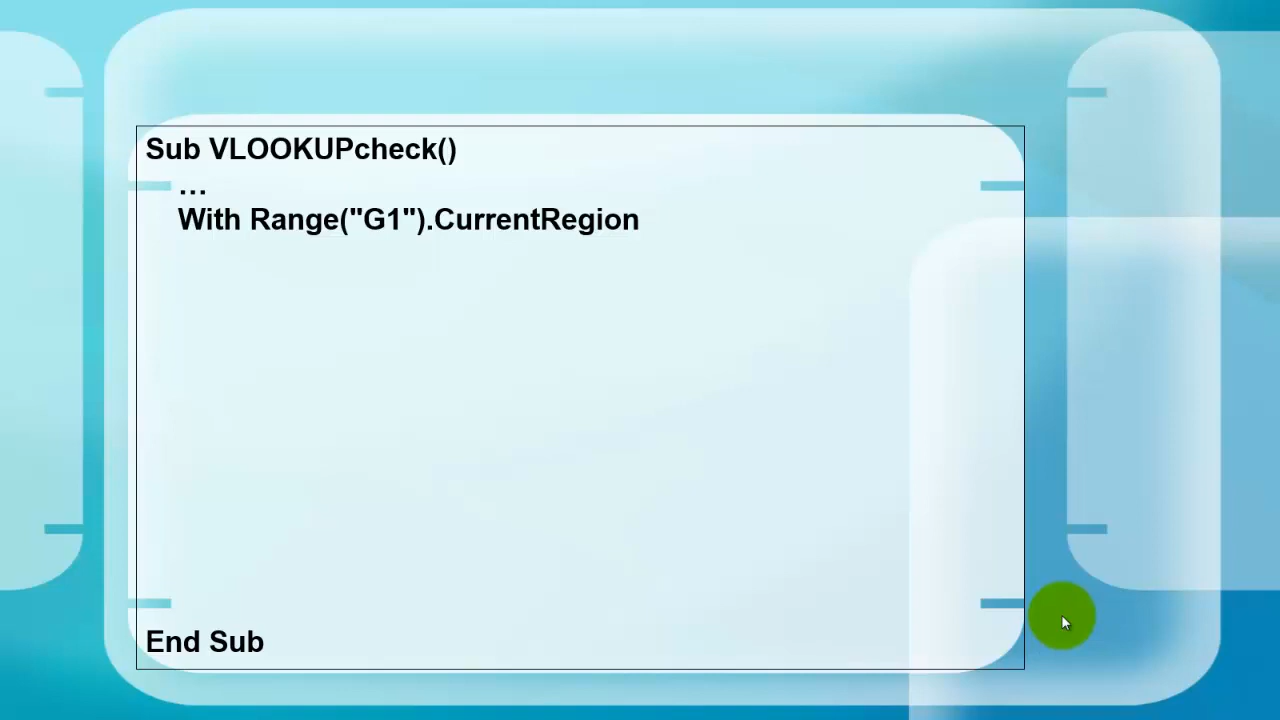 Sub VLOOKUPcheck()
…
With Range("G1").CurrentRegion
End Sub